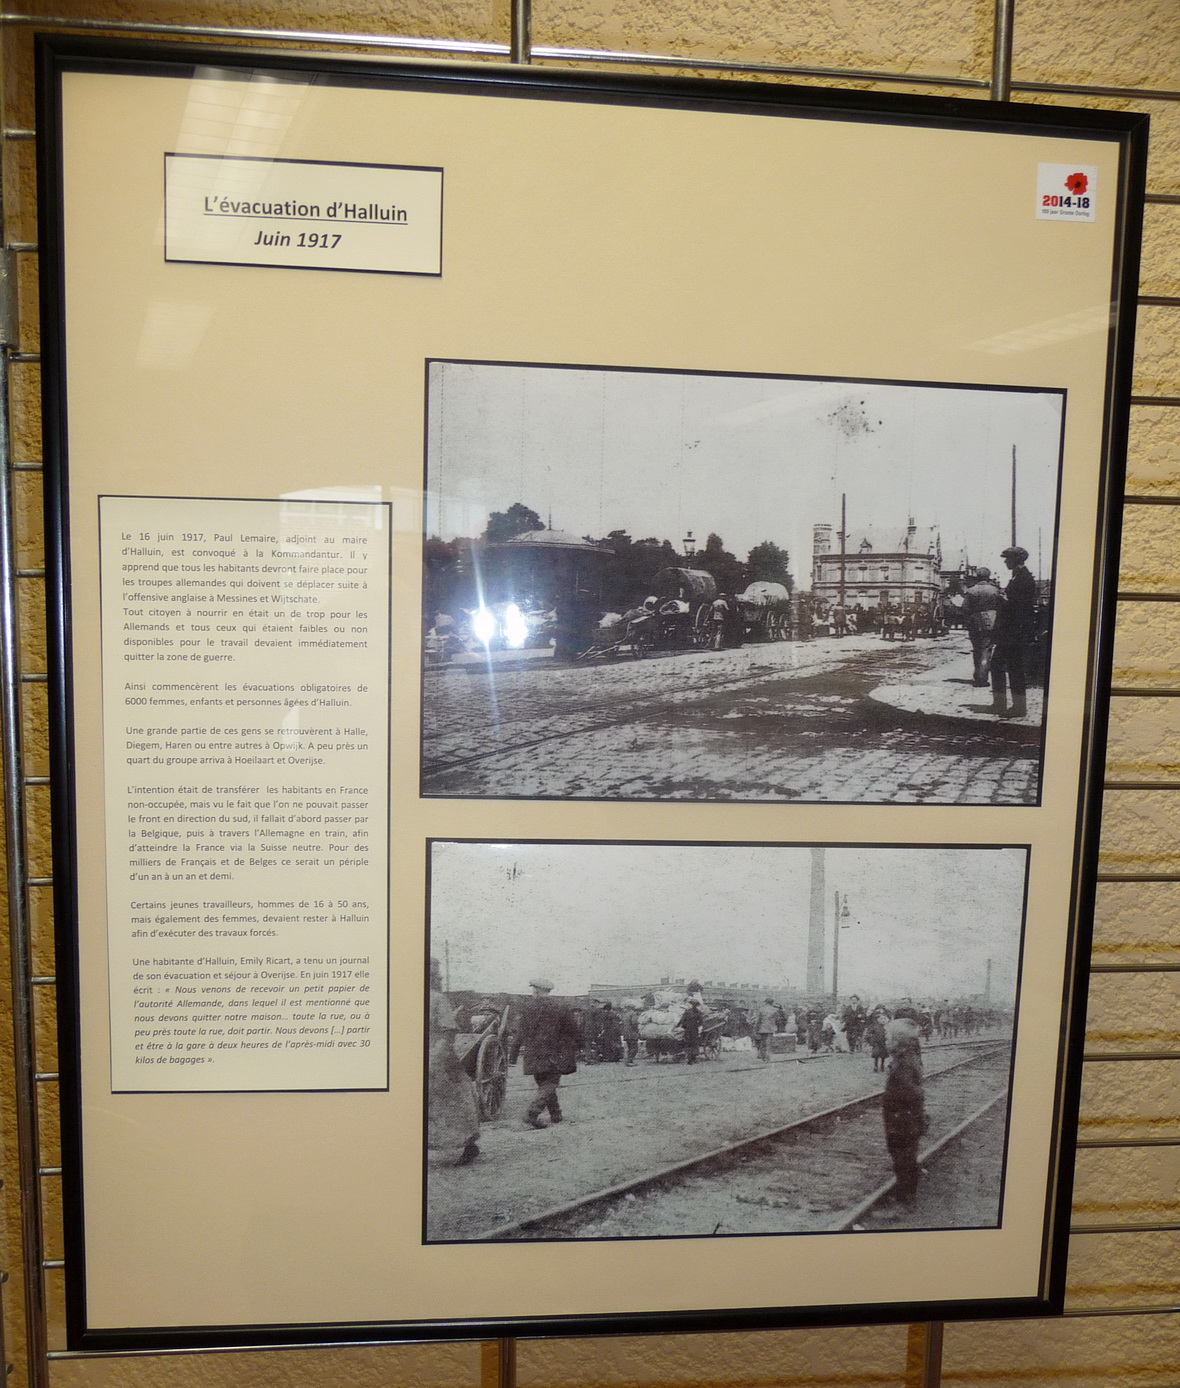 L'évacuation d'Halluin
Juin 1917
2014-18
100 jaar Groote Oorlog
Le 16 juin 1917, Paul Lemaire, adjoint au maire
d'Halluin, est convoqué à la Kommandantur. Il y
apprend que tous les habitants devront faire place pour
les troupes allemandes qui doivent se déplacer suite à
l'offensive anglaise à Messines et Wijtschate.
Tout citoyen à nourrir en était un de trop pour les
Allemands et tous ceux qui étaient faibles ou non
disponibles pour le travail devaient immédiatement
quitter la zone de guerre.
Ainsi commencèrent les évacuations obligatoires de
6000 femmes, enfants et personnes âgées d'Halluin.
Une grande partie de ces gens se retrouvèrent à Halle,
Diegem, Haren ou entre autres à Opwijk. A peu près un
quart du groupe arriva à Hoeilaart et Overijse.
L'intention était de transférer les habitants en France
non-occupée, mais vu le fait que l'on ne pouvait passer
le front en direction du sud, il fallait d'abord passer par
la Belgique, puis à travers l'Allemagne en train, afin
d'atteindre la France via la Suisse neutre. Pour des
milliers de Français et de Belges ce serait un périple
d'un an à un an et demi.
Certains jeunes travailleurs, hommes de 16 à 50 ans,
mais également des femmes, devaient rester à Halluin
afin d'exécuter des travaux forcés.
Une habitante d'Halluin, Emily Ricart, a tenu un journal
de son évacuation et séjour à Overijse. En juin 1917 elle
écrit : « Nous venons de recevoir un petit papier de
l'autorité Allemande, dans lequel il est mentionné que
nous devons quitter notre maison... toute la rue, ou à
peu près toute la rue, doit partir. Nous devons [...] partir
et être à la gare à deux heures de l'après-midi avec 30
kilos de bagages ».